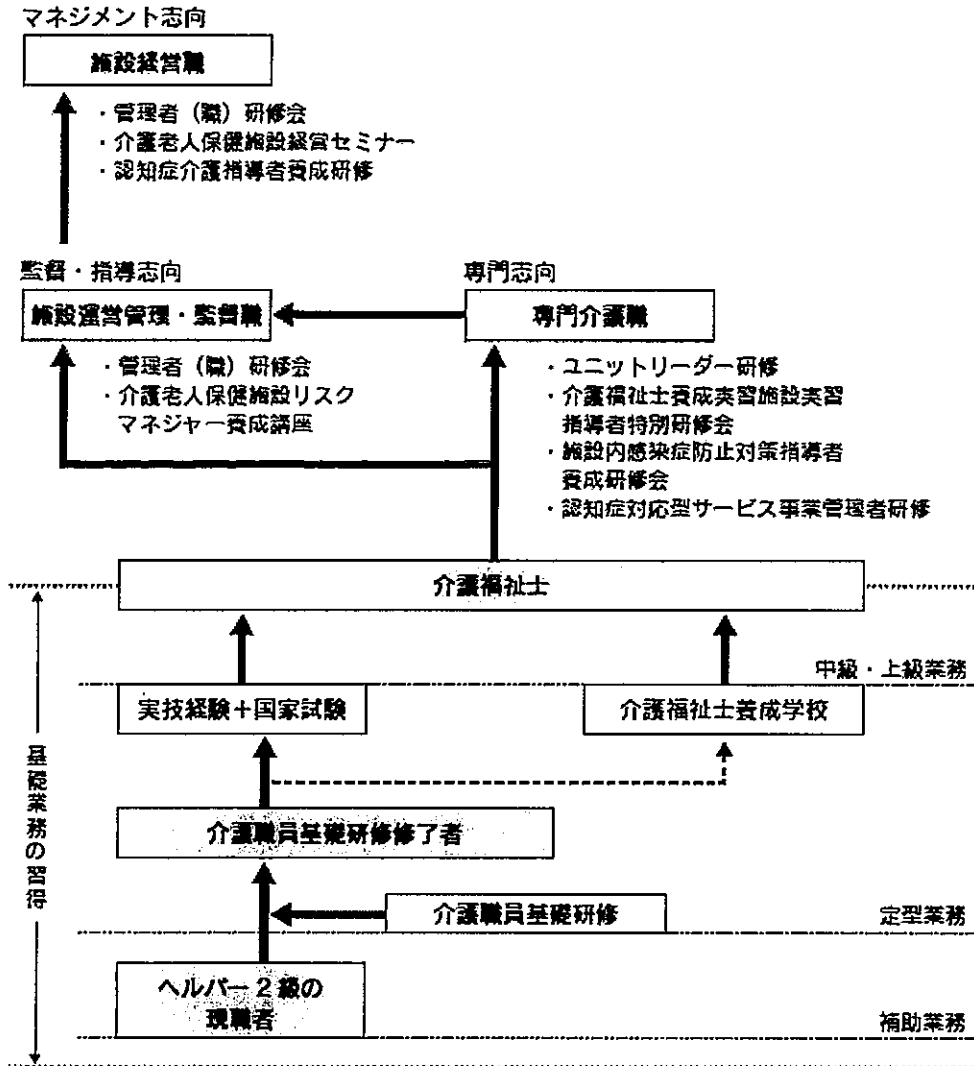 マネジメント志向
施設経営職
・管理者（職）研修会
・介護老人保健施設経営セミナー
・認知症介護指導者養成研修
監督・指導志向
施設運営管理・監督職
・管理者（職）研修会
・介護老人保健施設リスク
マネジャー養成講座
専門志向
専門介護職
・ユニットリーダー研修
・介護福祉士養成実習施設実習
指導者特別研修会
・施設内感染症防止対策指導者
養成研修会
・認知症対応型サービス事業管理者研修
介護福祉士
中級・上級業務
実技経験＋国家試験
介護福祉士養成学校
基礎業務の習得
介護職員基礎研修修了者
介護職員基礎研修
定型業務
ヘルパー２級の
現職者
補助業務